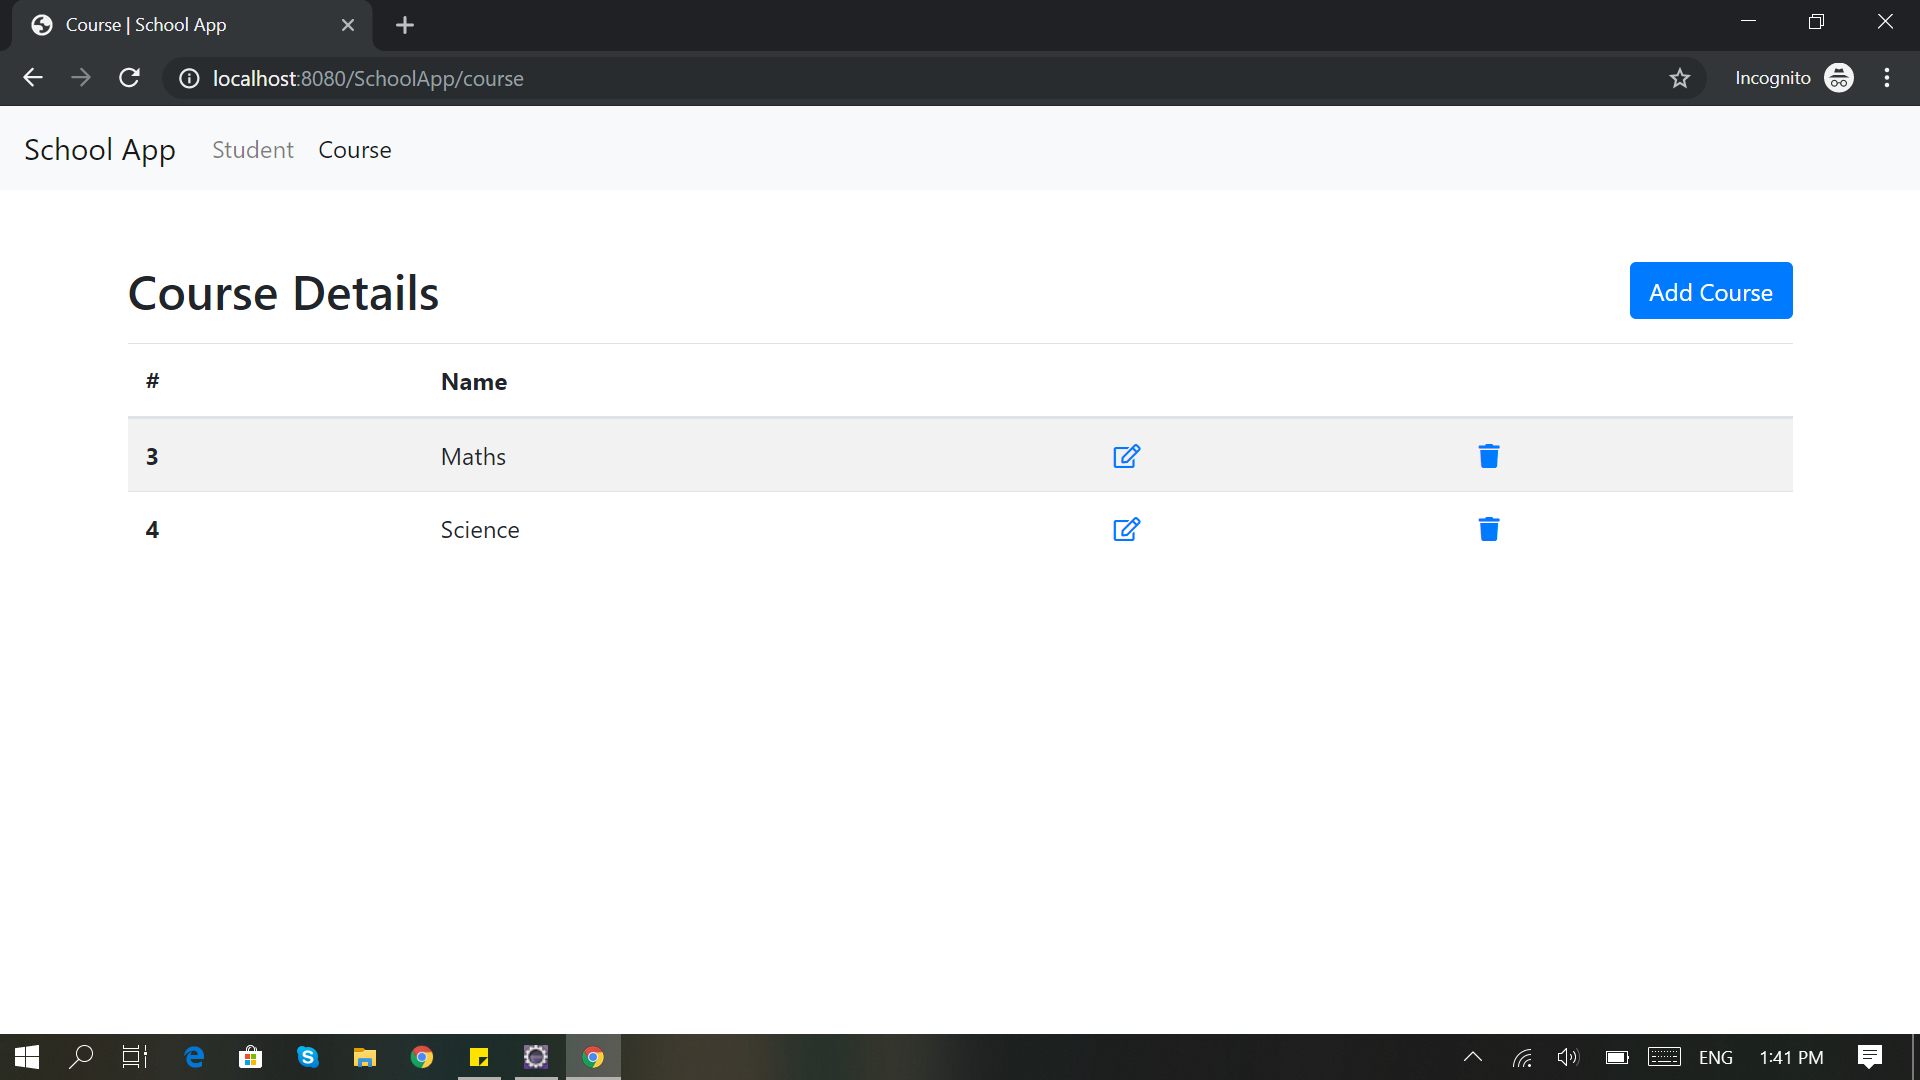 Course | School App
localhost:8080/SchoolApp/course
Incognito
School App Student Course
Course Details
Add Course
# Name
3 Maths
4 Science
ENG 1:41 PM